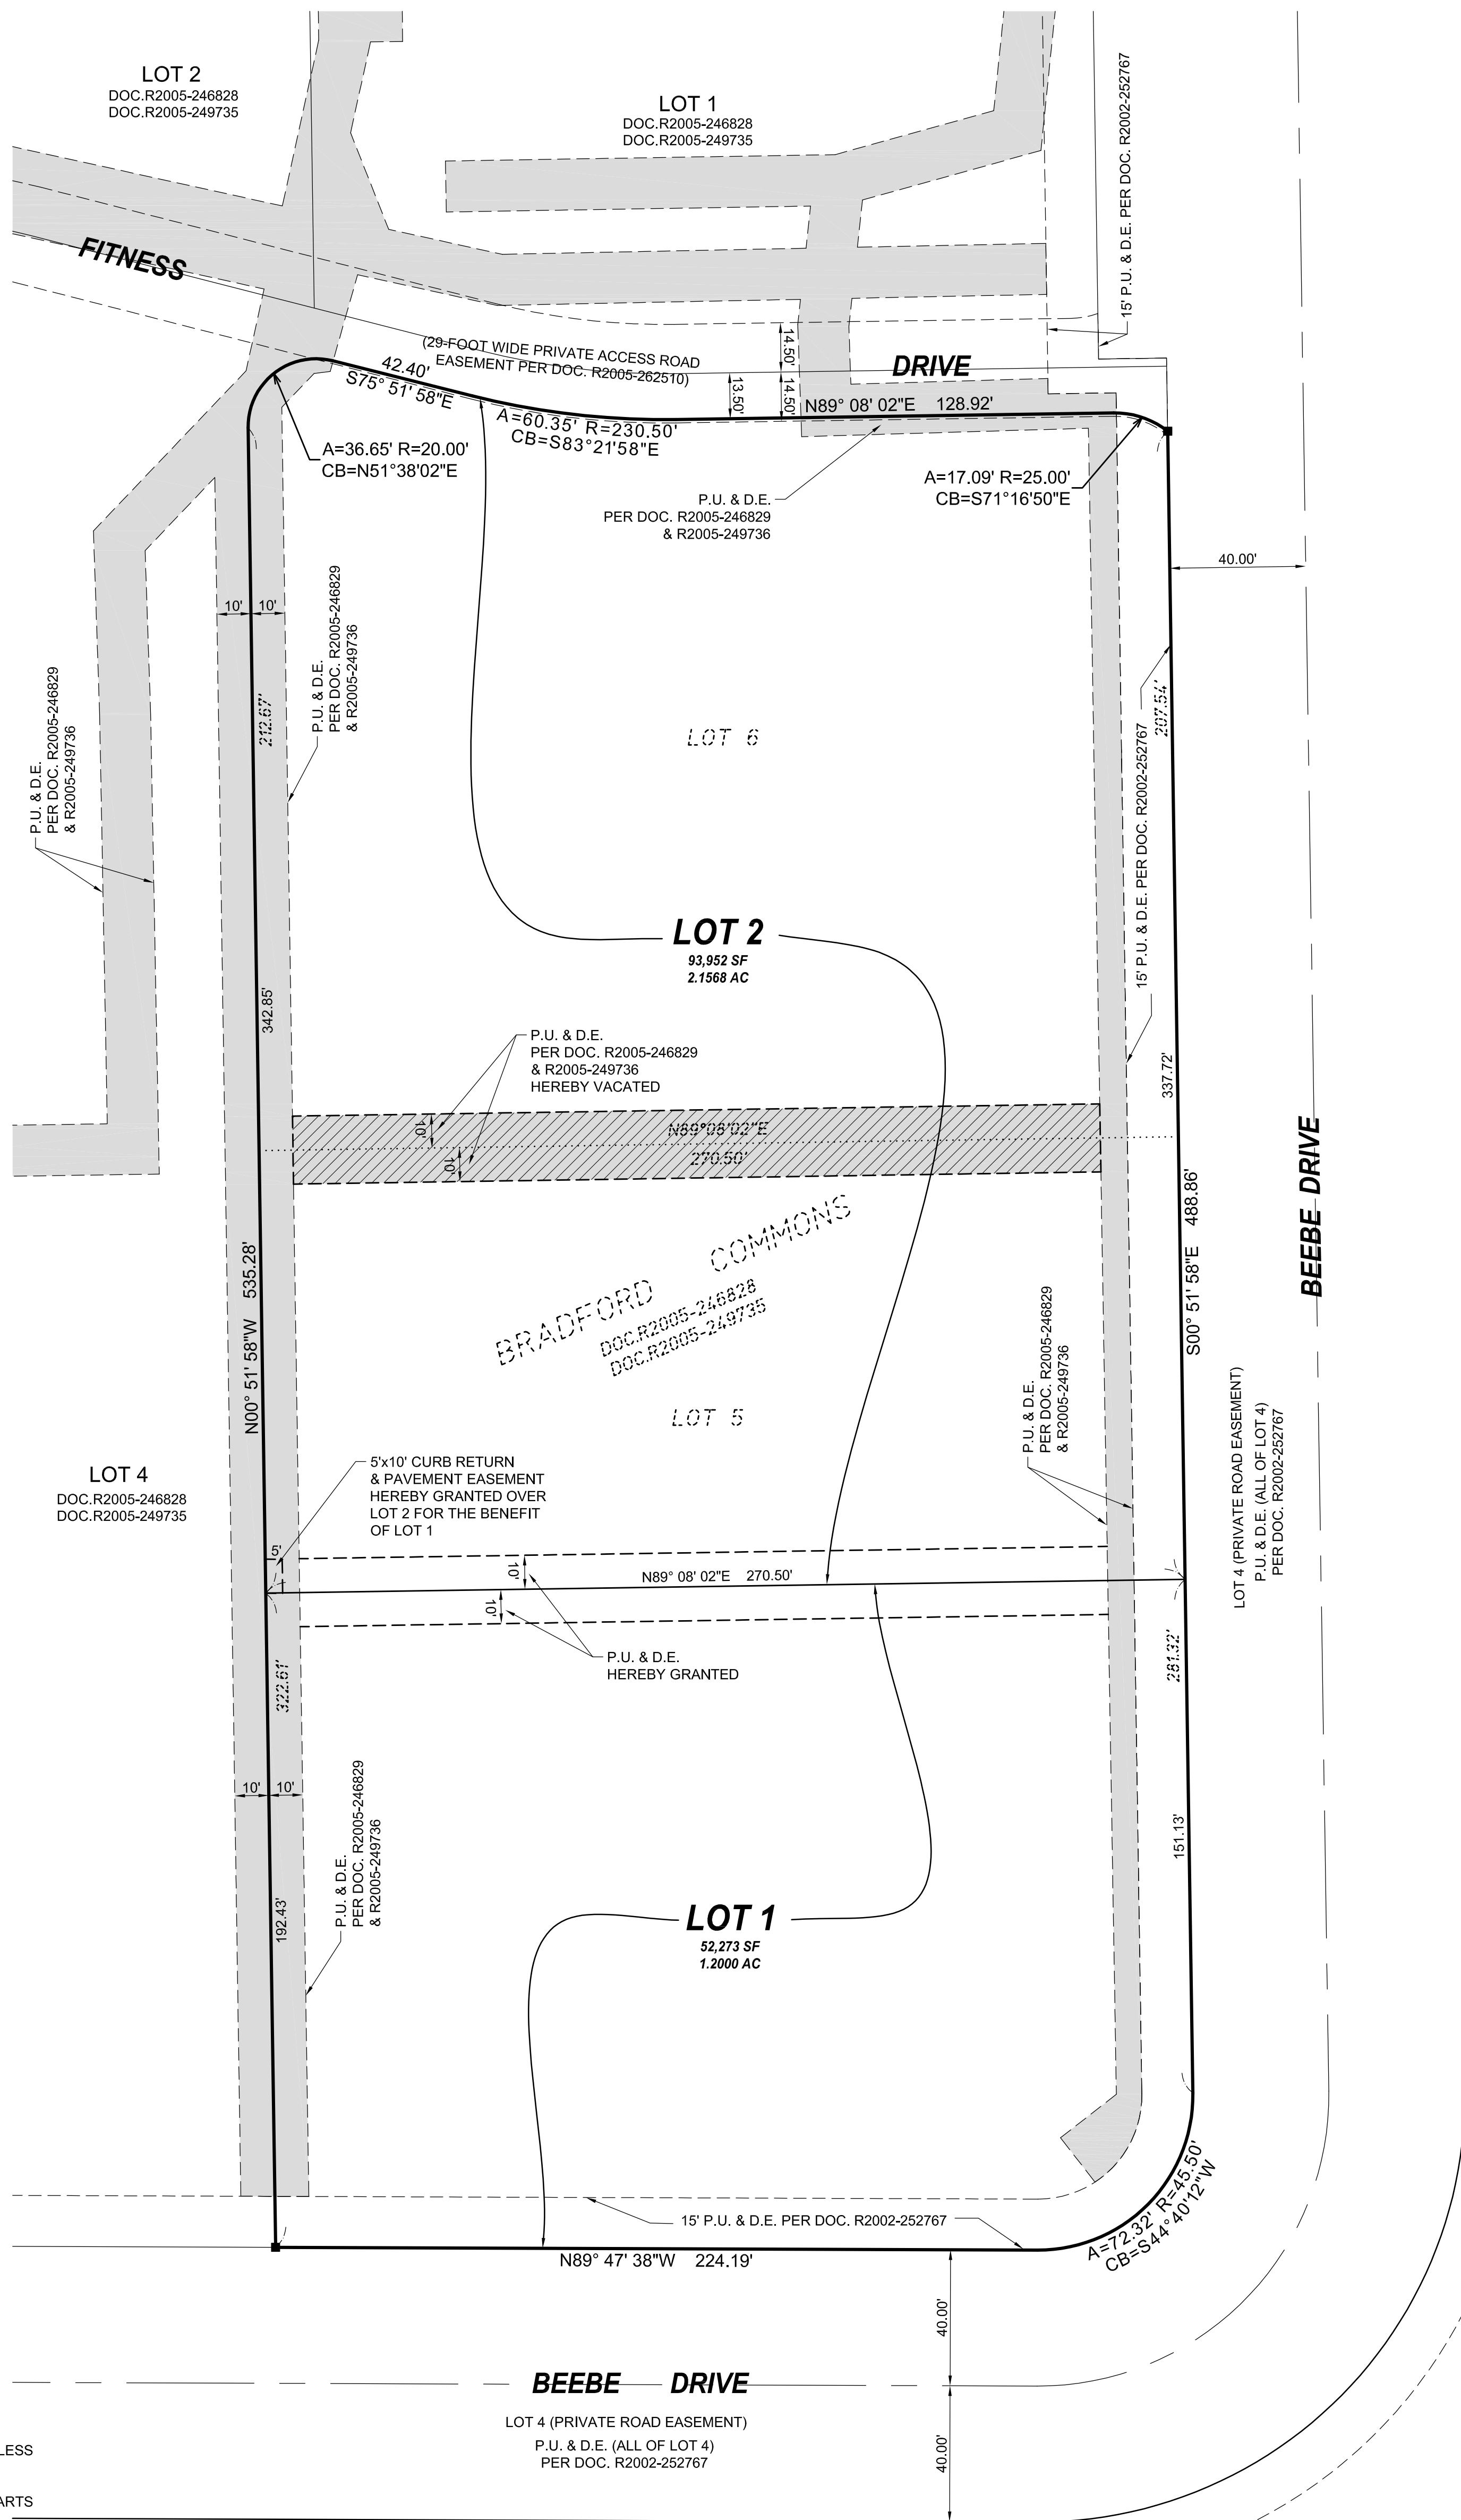 LOT 2
DOC.R2005-246828
DOC.R2005-249735
LOT 1
DOC.R2005-246828
DOC.R2005-249735
15' P.U. & D.E. PER DOC. R2002-252767
FITNESS
DRIVE
(29-FOOT WIDE PRIVATE ACCESS ROAD
EASEMENT PER DOC. R2005-262510)
14.50'
14.50'
13.50'
42.40'
S75° 51' 58"E
A=60.35' R=230.50'
CB=S83°21'58"E
N89° 08' 02"E 128.92'
A=36.65' R=20.00'
CB=N51°38'02"E
A=17.09' R=25.00'
CB=S71°16'50"E
P.U. & D.E.
PER DOC. R2005-246829
& R2005-249736
40.00'
10'
10'
P.U. & D.E.
PER DOC. R2005-246829
& R2005-249736
P.U. & D.E.
PER DOC. R2005-246829
& R2005-249736
212.67'
207.54'
15' P.U. & D.E. PER DOC. R2002-252767
LOT 6
LOT 2
93,952 SF
2.1568 AC
342.85'
337.72'
P.U. & D.E.
PER DOC. R2005-246829
& R2005-249736
HEREBY VACATED
10'
10'
N89°08'02"E
270.50'
BEEBE DRIVE
BRADFORD COMMONS
DOC.R2005-246828
DOC.R2005-249735
N00° 51' 58"W 535.28'
S00° 51' 58"E 488.86'
P.U. & D.E.
PER DOC. R2005-246829
& R2005-249736
LOT 4 (PRIVATE ROAD EASEMENT)
P.U. & D.E. (ALL OF LOT 4)
PER DOC. R2002-252767
LOT 5
LOT 4
DOC.R2005-246828
DOC.R2005-249735
5'x10' CURB RETURN
& PAVEMENT EASEMENT
HEREBY GRANTED OVER
LOT 2 FOR THE BENEFIT
OF LOT 1
5'
10'
10'
N89° 08' 02"E 270.50'
P.U. & D.E.
HEREBY GRANTED
322.61'
281.32'
10'
10'
P.U. & D.E.
PER DOC. R2005-246829
& R2005-249736
192.43'
151.13'
LOT 1
52,273 SF
1.2000 AC
15' P.U. & D.E. PER DOC. R2002-252767
A=72.32' R=45.50'
CB=S44°40'12"W
N89° 47' 38"W 224.19'
40.00'
BEEBE DRIVE
LOT 4 (PRIVATE ROAD EASEMENT)
P.U. & D.E. (ALL OF LOT 4)
PER DOC. R2002-252767
40.00'
LESS
ARTS